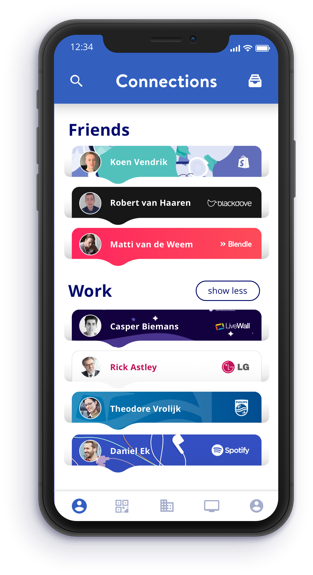 12:34
Connections
Friends
Koen Vendrik
Robert van Haaren
blackdove
Matti van de Weem
Blendle
Work
show less
Casper Biemans
LiveWall
Rick Astley
LG
Theodore Vrolijk
PHILIPS
Daniel Ek
Spotify